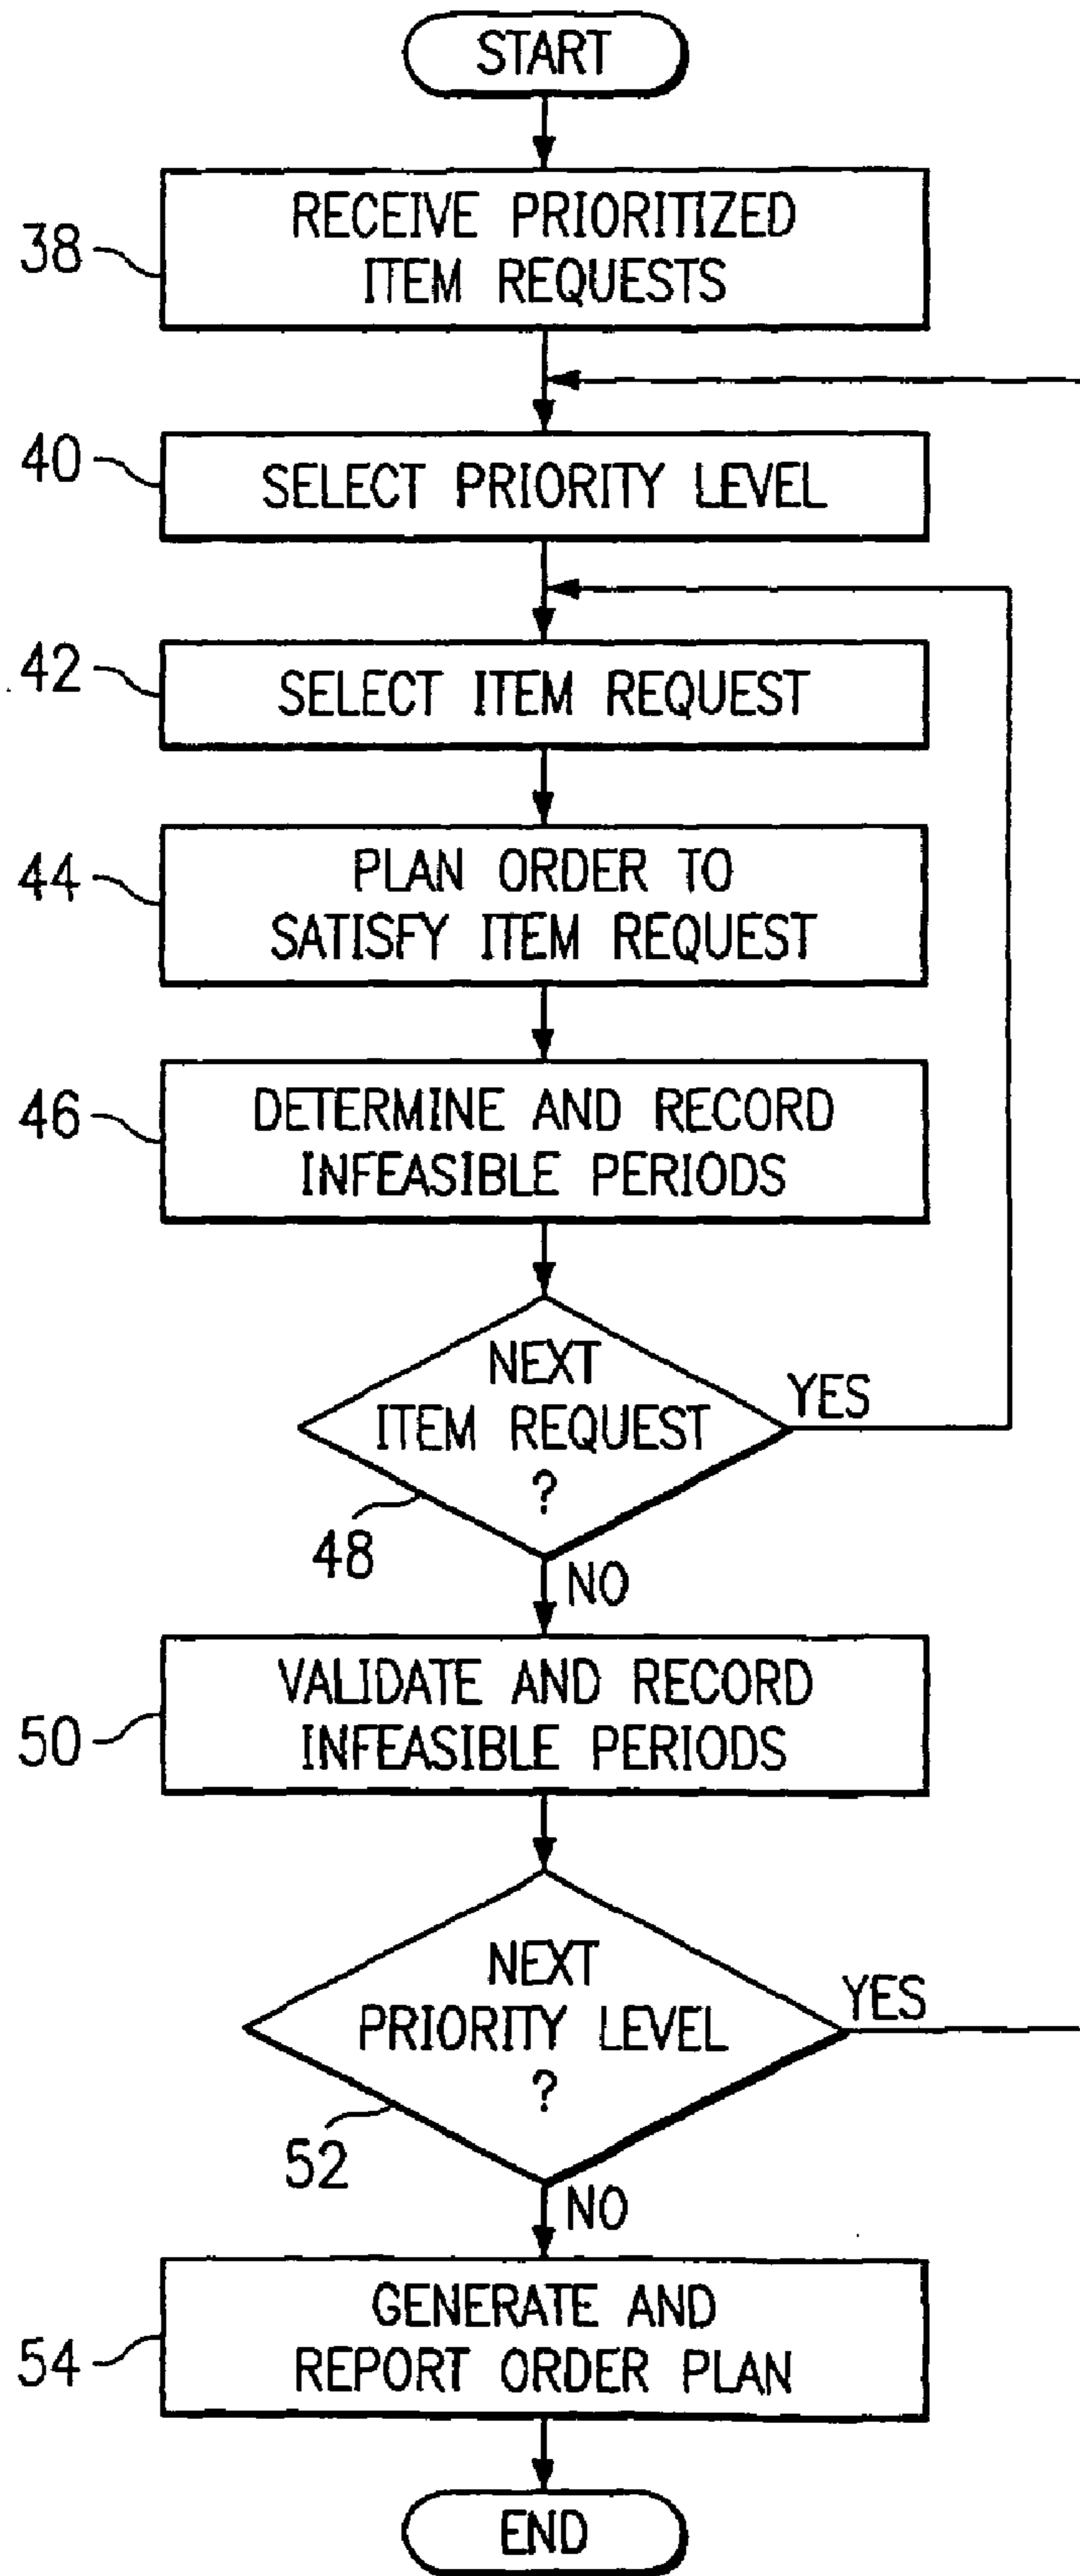 START
RECEIVE PRIORITIZED
ITEM REQUESTS
38
40
SELECT PRIORITY LEVEL
42
SELECT ITEM REQUEST
44
PLAN ORDER TO
SATISFY ITEM REQUEST
46
DETERMINE AND RECORD
INFEASIBLE PERIODS
NEXT
ITEM REQUEST
?
YES
48
NO
50
VALIDATE AND RECORD
INFEASIBLE PERIODS
NEXT
PRIORITY LEVEL
?
YES
52
NO
54
GENERATE AND
REPORT ORDER PLAN
END